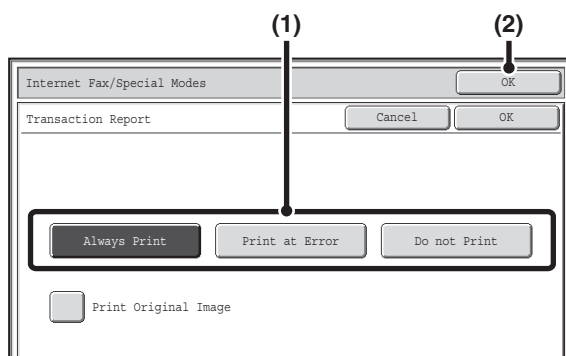 (1) (2)
Internet Fax/Special Modes OK
Transaction Report Cancel OK
Always Print Print at Error Do not Print
Print Original Image